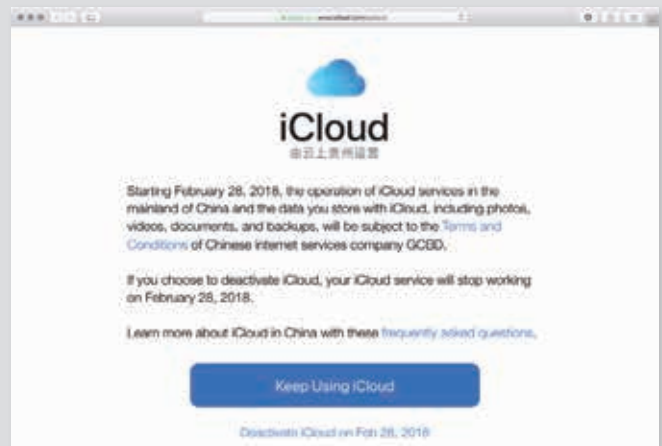 iCloud
由云上贵州运营
Starting February 28, 2018, the operation of iCloud services in the
mainland of China and the data you store with iCloud, including photos,
videos, documents, and backups, will be subject to the Terms and
Conditions of Chinese internet services company GCBD.
If you choose to deactivate iCloud, your iCloud service will stop working
on February 28, 2018.
Learn more about iCloud in China with these frequently asked questions.
Keep Using iCloud
Deactivate iCloud on Feb 28, 2018